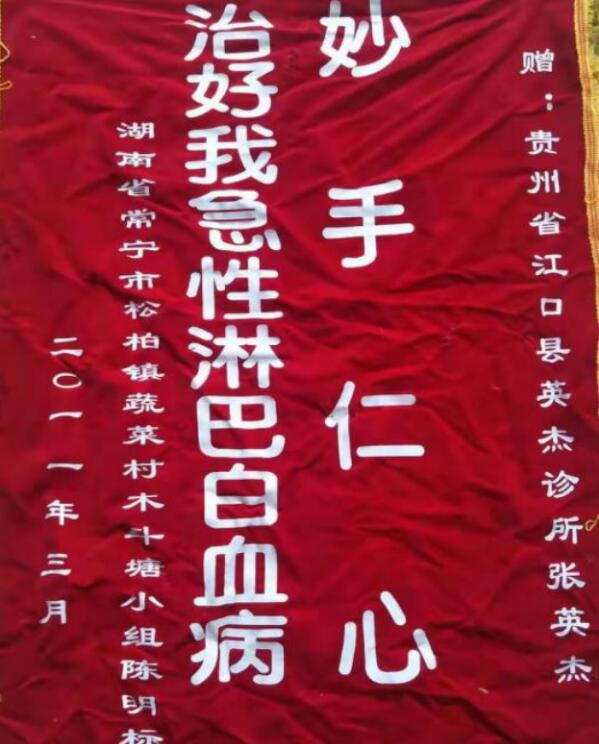 赠：贵州省江口县英杰诊所张英杰
妙手仁心
治好我急性淋巴白血病
湖南省常宁市松柏镇蔬菜村木斗塘小组陈明标
二〇一一年三月